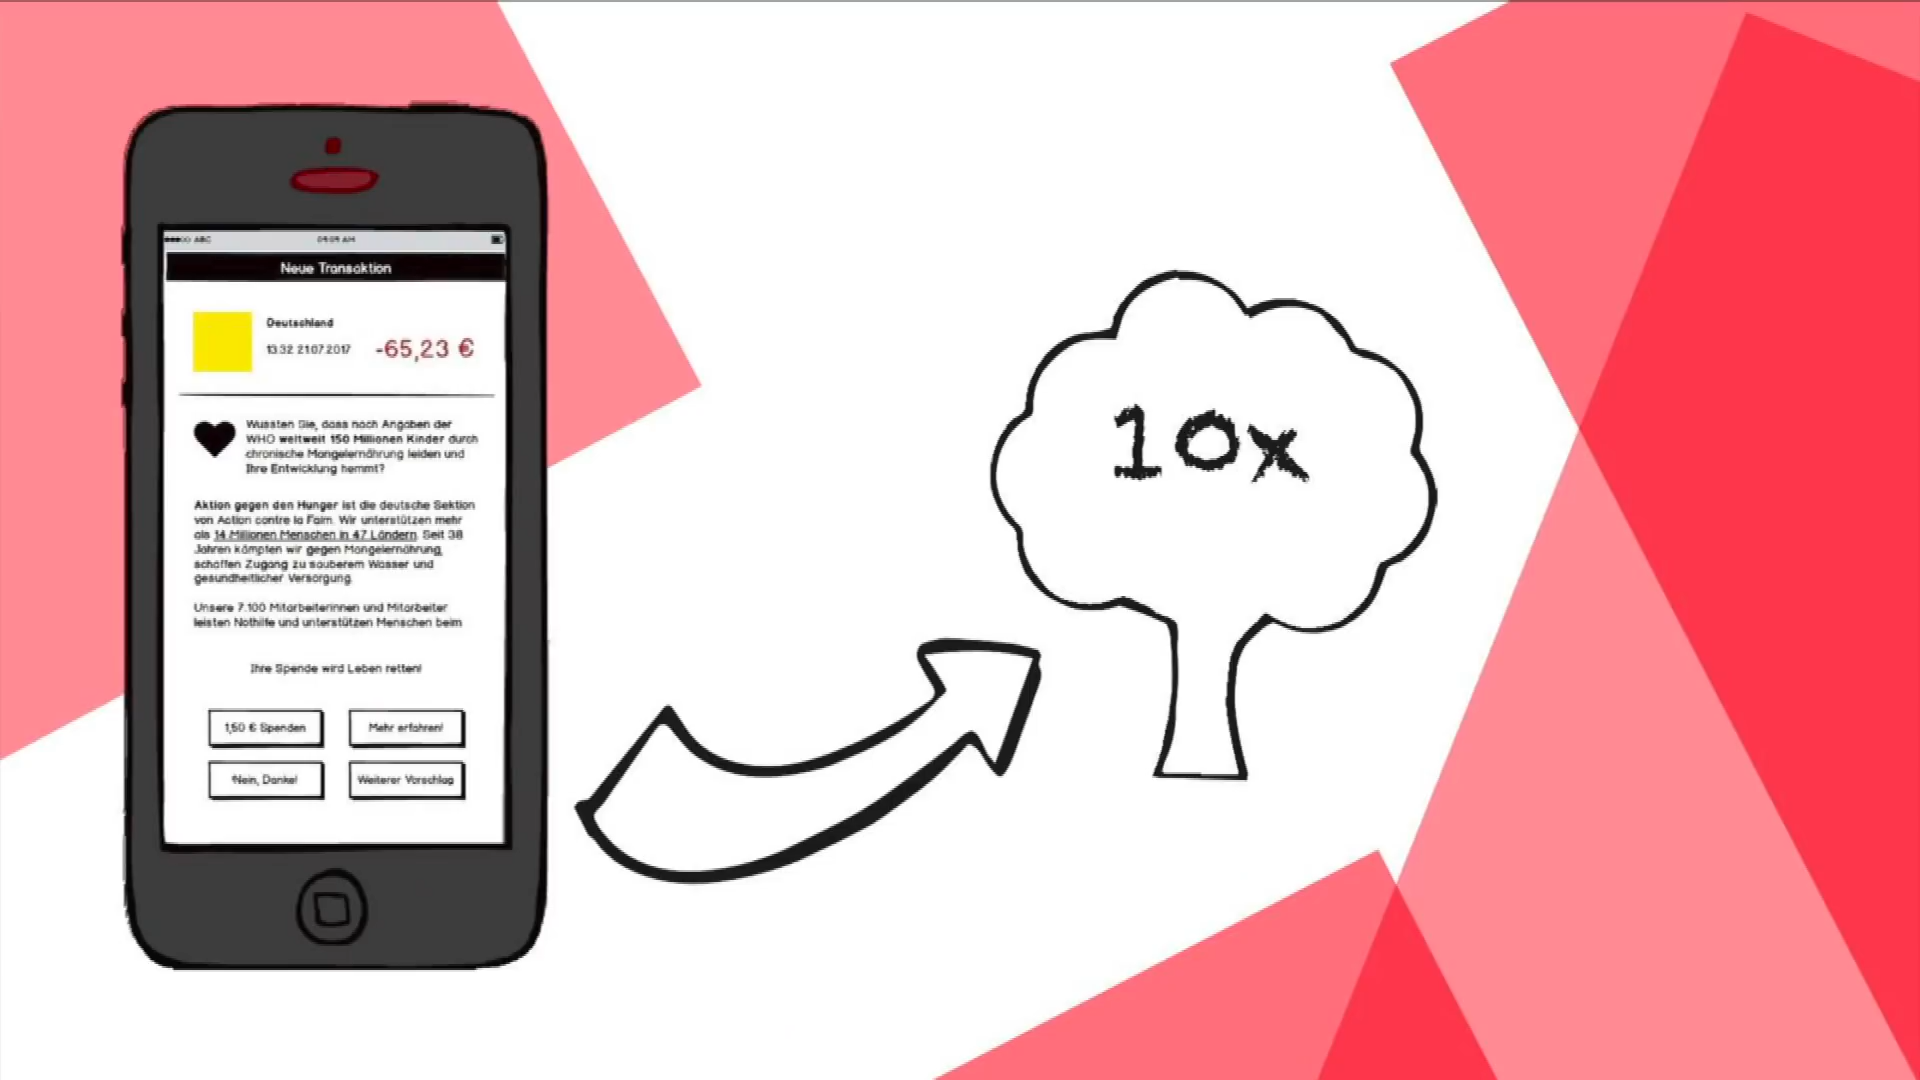 ABC 09:09 AM
Neue Transaktion
Deutschland
13:32 21.07.2017 -65,23 €
Wussten Sie, dass nach Angaben der
WHO weltweit 150 Millionen Kinder durch
chronische Mangelernährung leiden und
Ihre Entwicklung hemmt?
Aktion gegen den Hunger ist die deutsche Sektion
von Action contre la Faim. Wir unterstützen mehr
als 14 Millionen Menschen in 47 Ländern. Seit 38
Jahren kämpfen wir gegen Mangelernährung,
schaffen Zugang zu sauberem Wasser und
gesundheitlicher Versorgung.
Unsere 7.100 Mitarbeiterinnen und Mitarbeiter
leisten Nothilfe und unterstützen Menschen beim
Ihre Spende wird Leben retten!
1,50 € Spenden Mehr erfahren!
Nein, Danke! Weiterer Vorschlag
10x